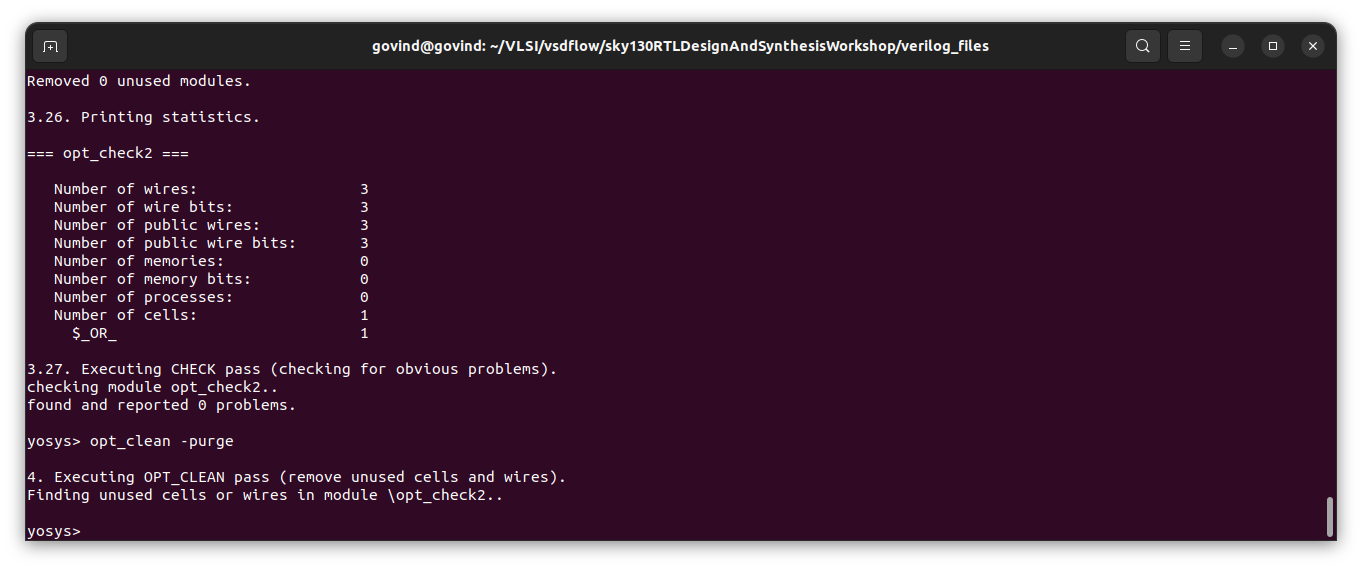 govind@govind: ~/VLSI/vsdflow/sky130RTLDesignAndSynthesisWorkshop/verilog_files
Removed 0 unused modules.
3.26. Printing statistics.
=== opt_check2 ===
Number of wires: 3
Number of wire bits: 3
Number of public wires: 3
Number of public wire bits: 3
Number of memories: 0
Number of memory bits: 0
Number of processes: 0
Number of cells: 1
$_OR_ 1
3.27. Executing CHECK pass (checking for obvious problems).
checking module opt_check2..
found and reported 0 problems.
yosys> opt_clean -purge
4. Executing OPT_CLEAN pass (remove unused cells and wires).
Finding unused cells or wires in module \opt_check2..
yosys>